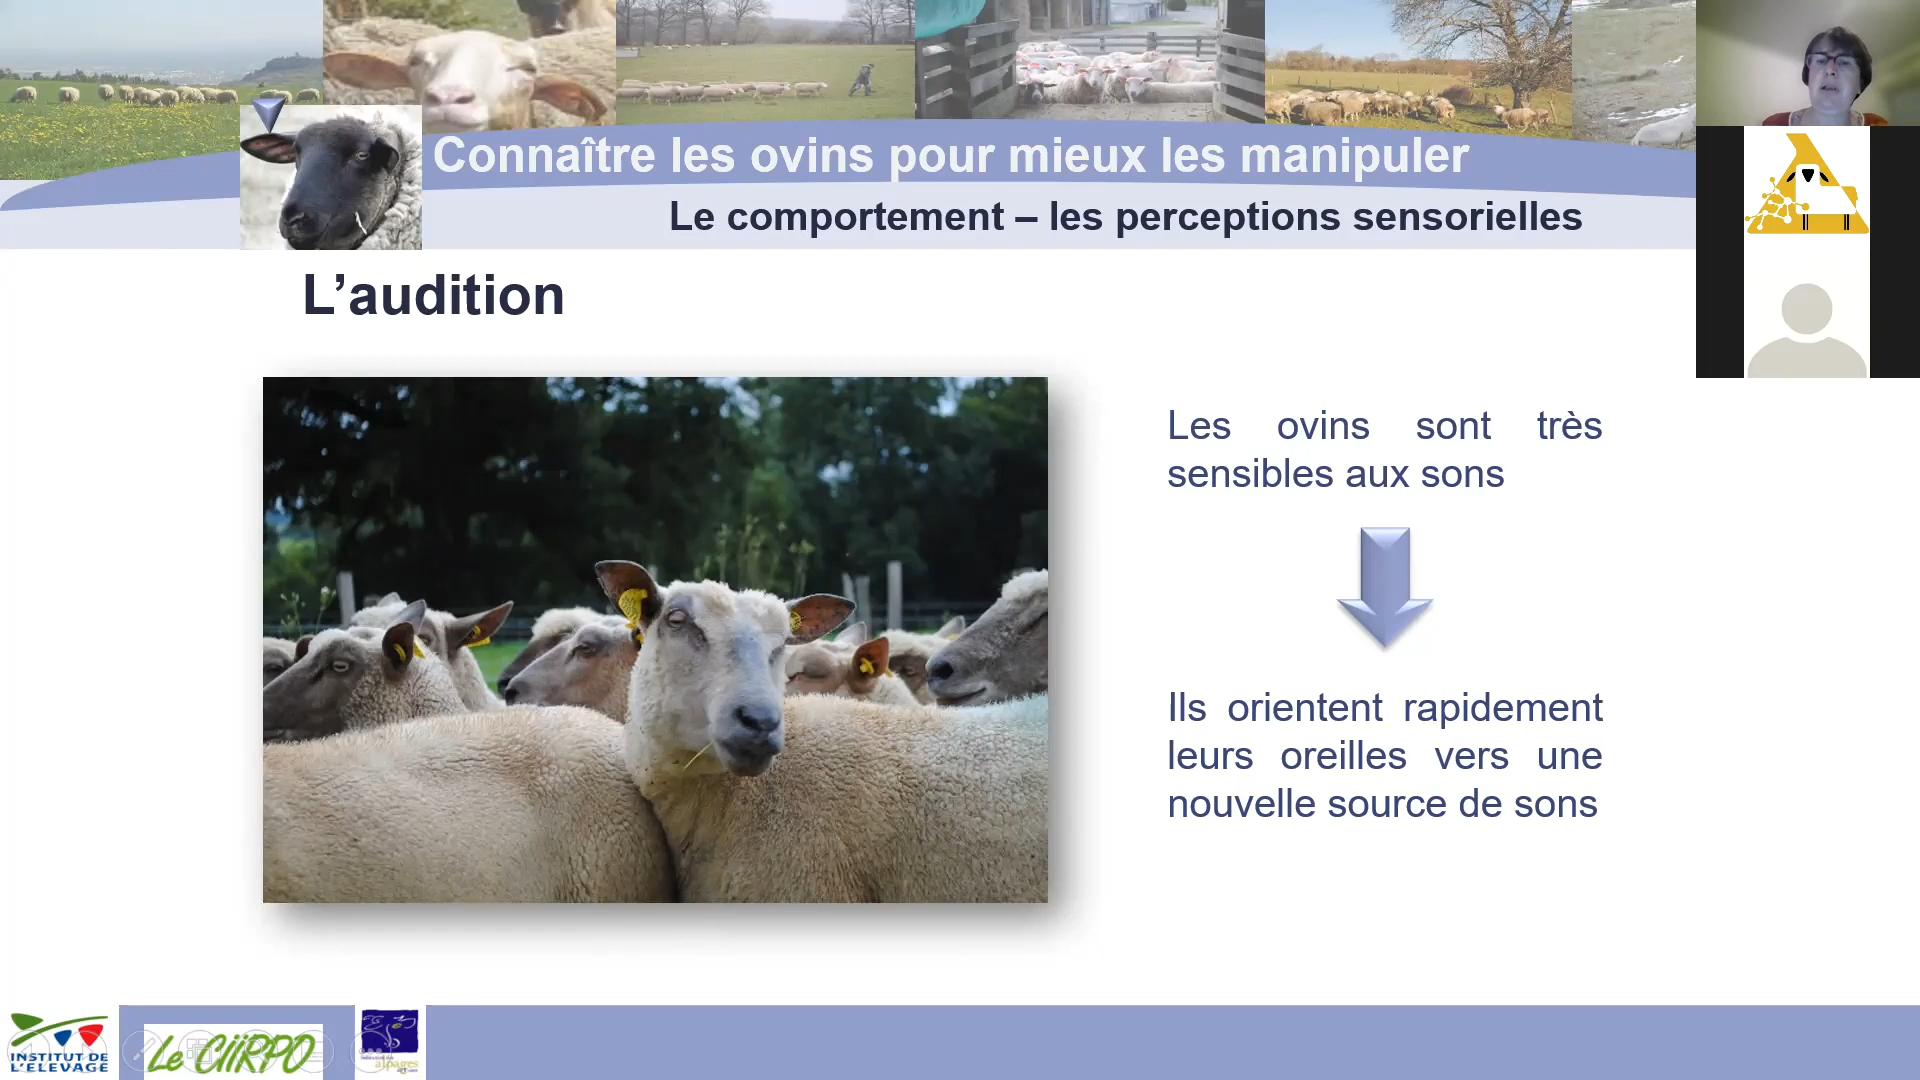 Connaître les ovins pour mieux les manipuler
Le comportement – les perceptions sensorielles
L’audition
Les ovins sont très
sensibles aux sons
Ils orientent rapidement
leurs oreilles vers une
nouvelle source de sons
INSTITUT DE
L'ELEVAGE
Le CIIRPO
alpages